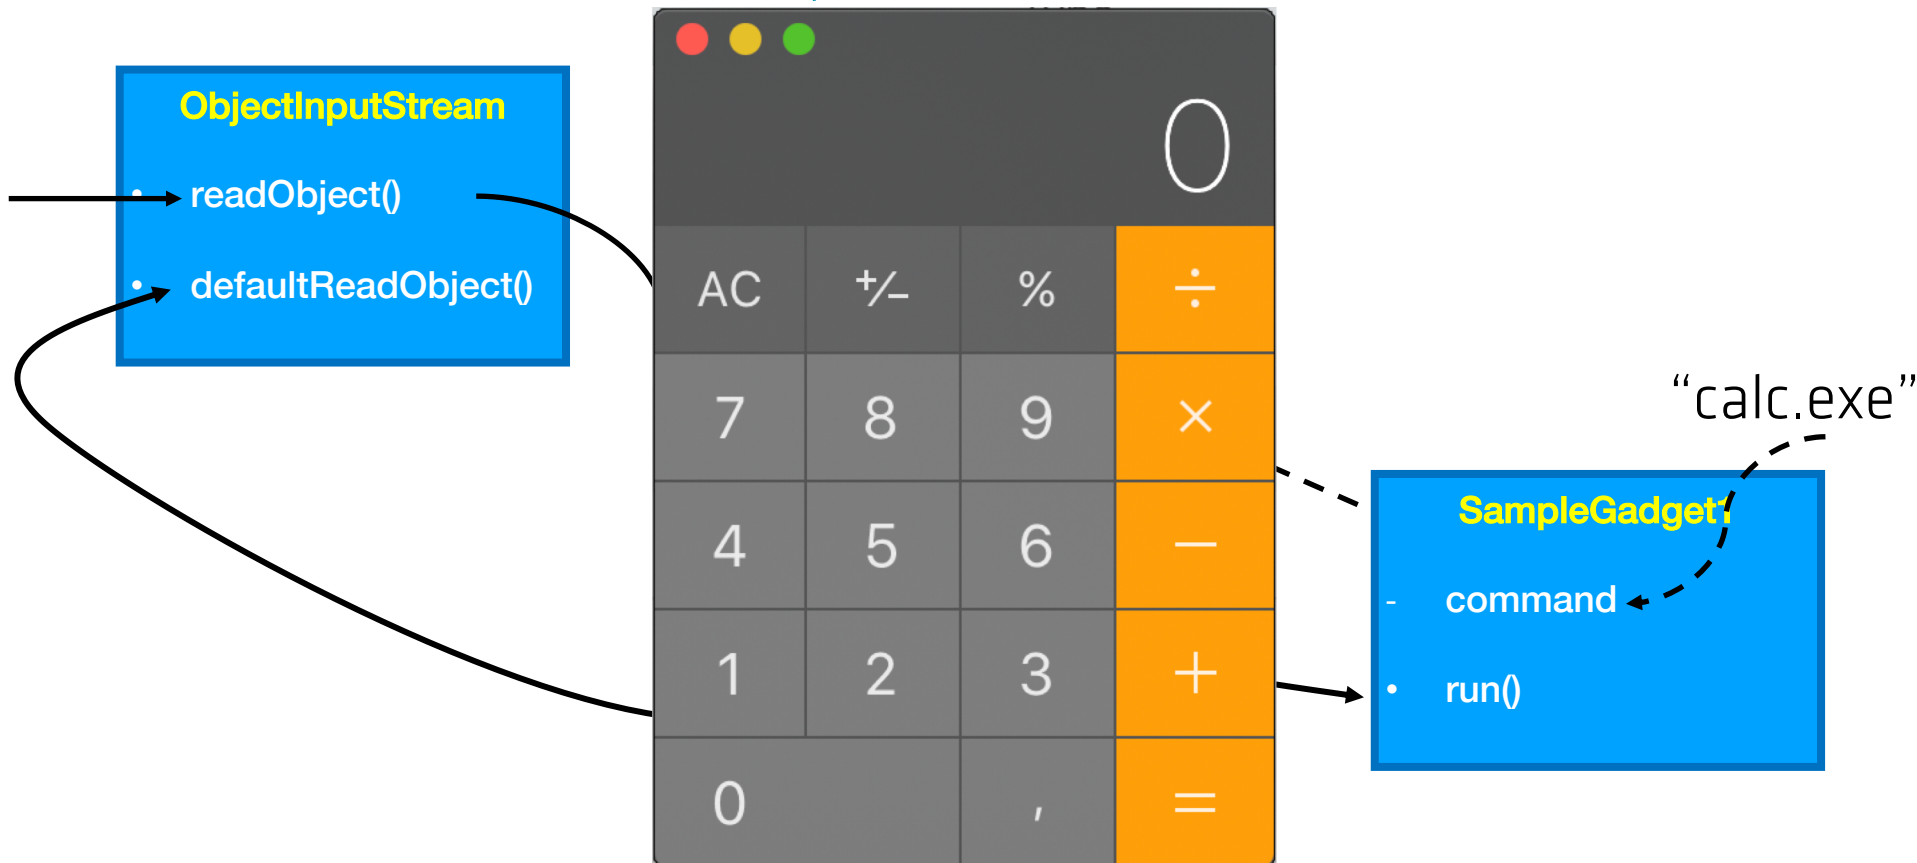 ObjectInputStream
• readObject()
• defaultReadObject()
0
AC +/− % ÷
7 8 9 ×
4 5 6 −
1 2 3 +
0 , =
“calc.exe”
SampleGadget1
- command
• run()